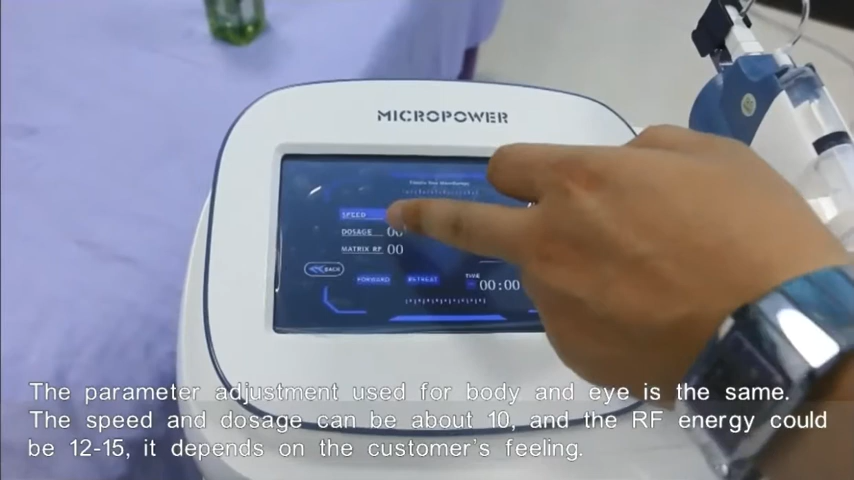 MICROPOWER
SPEED
DOSAGE 00
MATRIX RF 00
BACK
FORWARD RETREAT TIME 00:00
The parameter adjustment used for body and eye is the same.
The speed and dosage can be about 10, and the RF energy could
be 12-15, it depends on the customer's feeling.